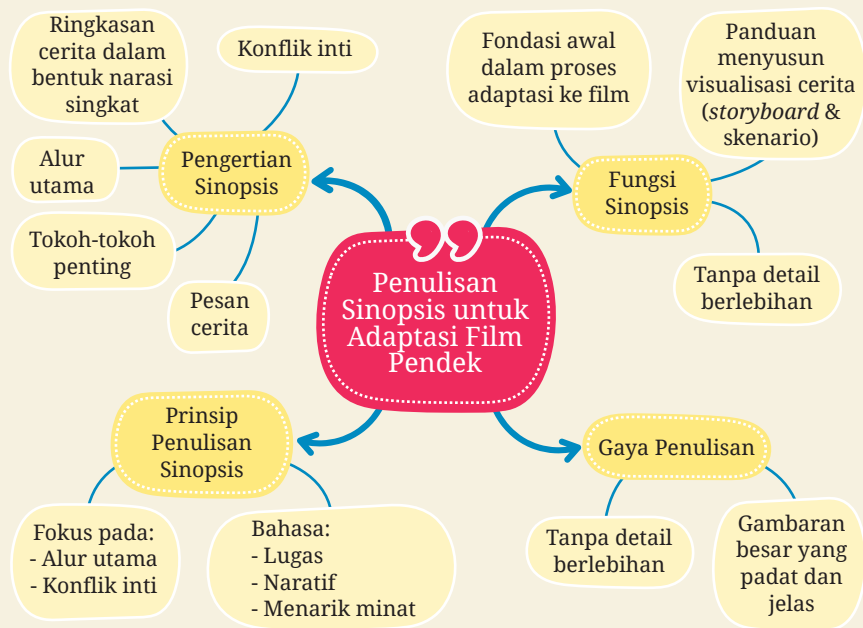 Ringkasan
cerita dalam
bentuk narasi
singkat
Konflik inti
Pengertian
Sinopsis
Alur
utama
Tokoh-tokoh
penting
Pesan
cerita
Fondasi awal
dalam proses
adaptasi ke film
Panduan
menyusun
visualisasi cerita
(storyboard &
skenario)
Fungsi
Sinopsis
Tanpa detail
berlebihan
Penulisan
Sinopsis untuk
Adaptasi Film
Pendek
Prinsip
Penulisan
Sinopsis
Fokus pada:
- Alur utama
- Konflik inti
Bahasa:
- Lugas
- Naratif
- Menarik minat
Gaya Penulisan
Tanpa detail
berlebihan
Gambaran
besar yang
padat dan
jelas